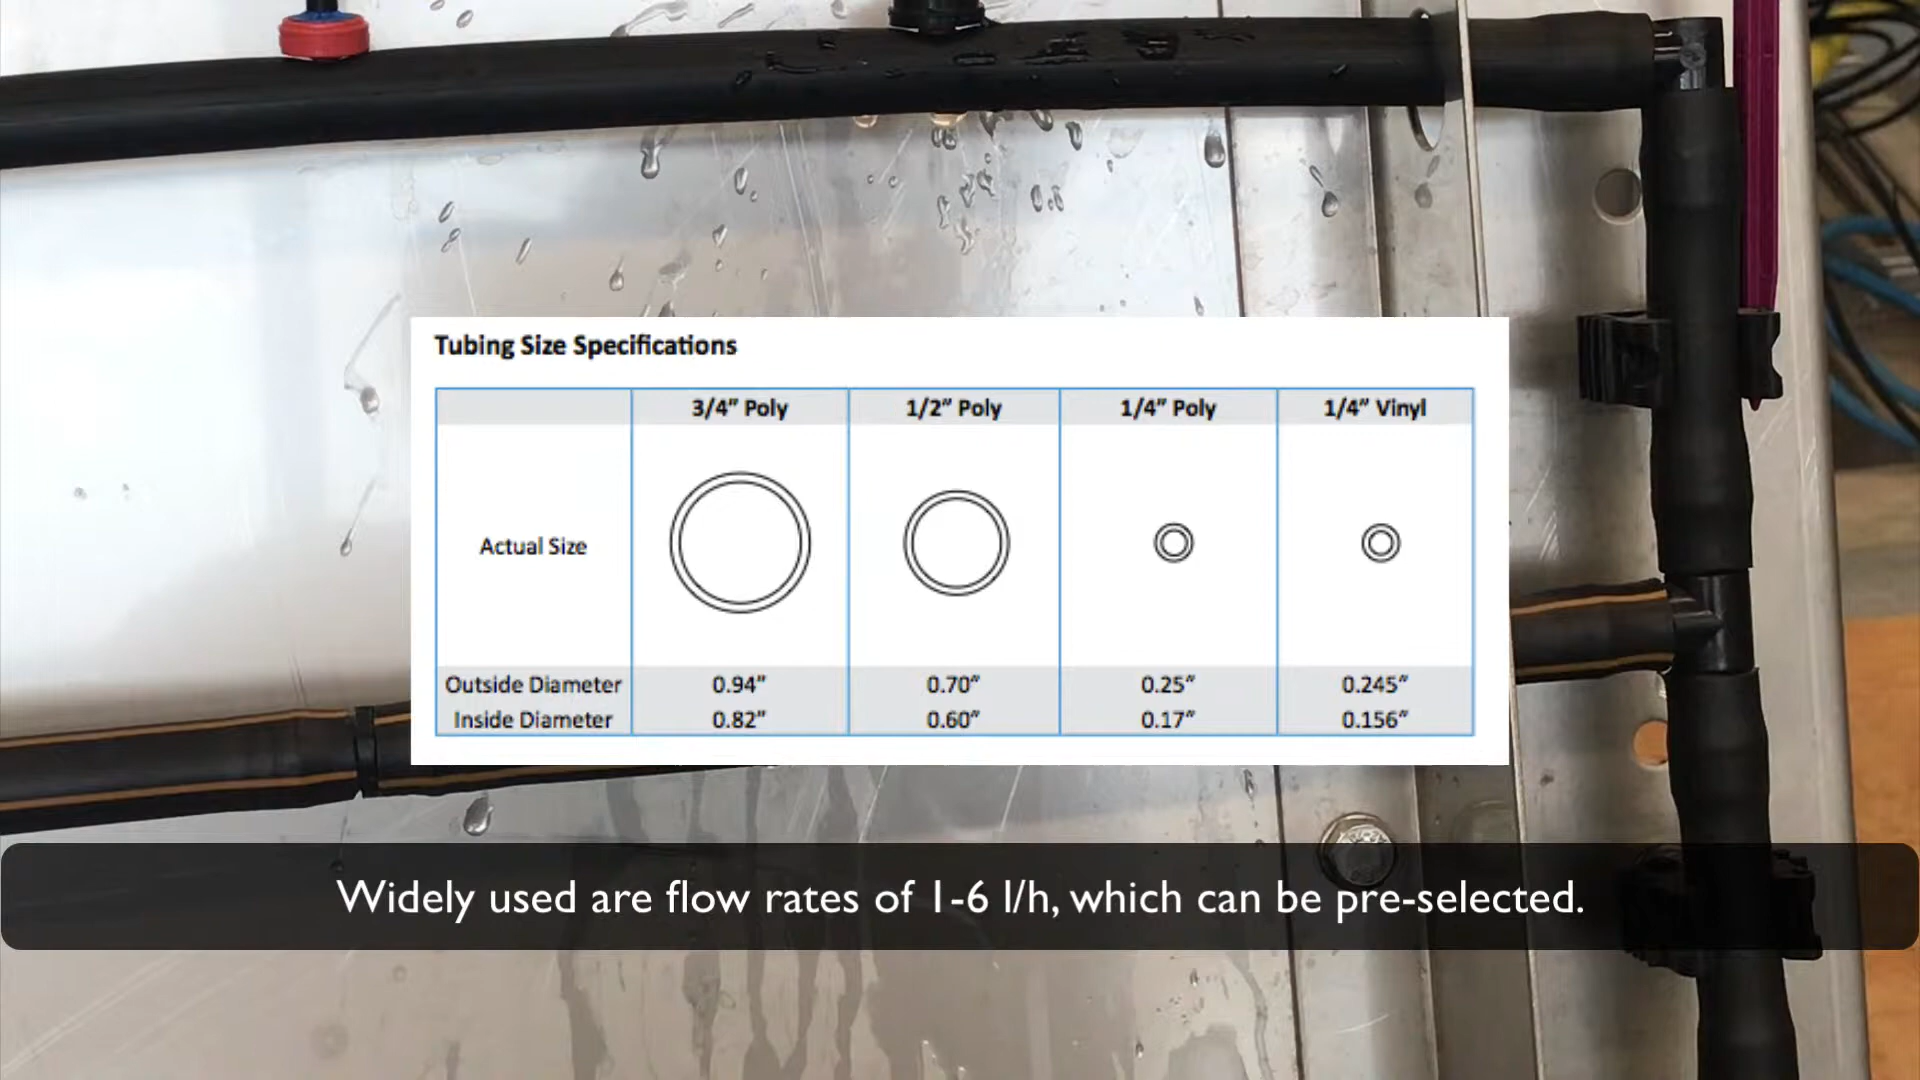 Tubing Size Specifications
3/4" Poly 1/2" Poly 1/4" Poly 1/4" Vinyl
Actual Size
Outside Diameter 0.94" 0.70" 0.25" 0.245"
Inside Diameter 0.82" 0.60" 0.17" 0.156"
Widely used are flow rates of 1-6 l/h, which can be pre-selected.